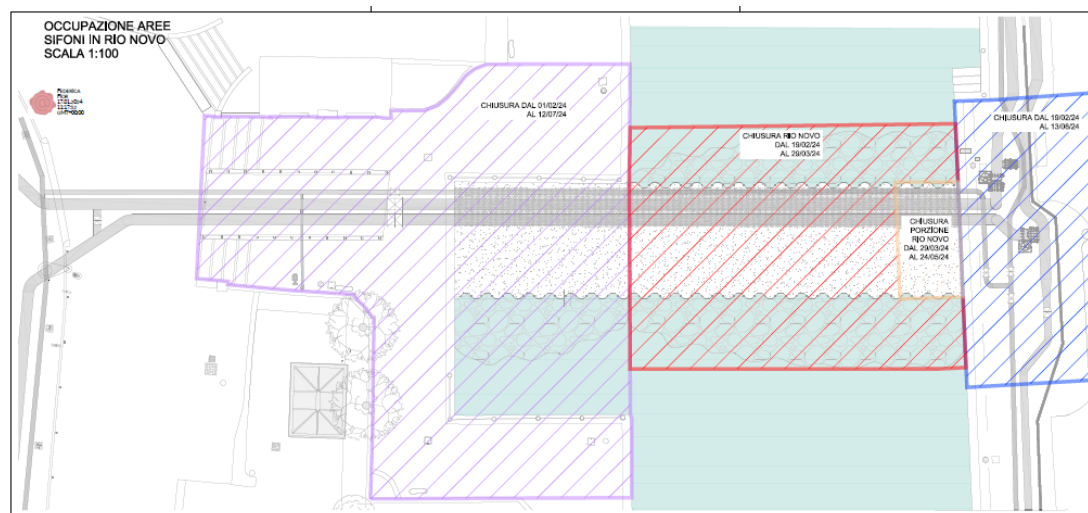 OCCUPAZIONE AREE
SIFONI IN RIO NOVO
SCALA 1:100
CHIUSURA DAL 01/02/24
AL 12/07/24
CHIUSURA RIO NOVO
DAL 19/02/24
AL 29/03/24
CHIUSURA DAL 19/02/24
AL 13/08/24
CHIUSURA
PORZIONE
RIO NOVO
DAL 29/03/24
AL 24/05/24